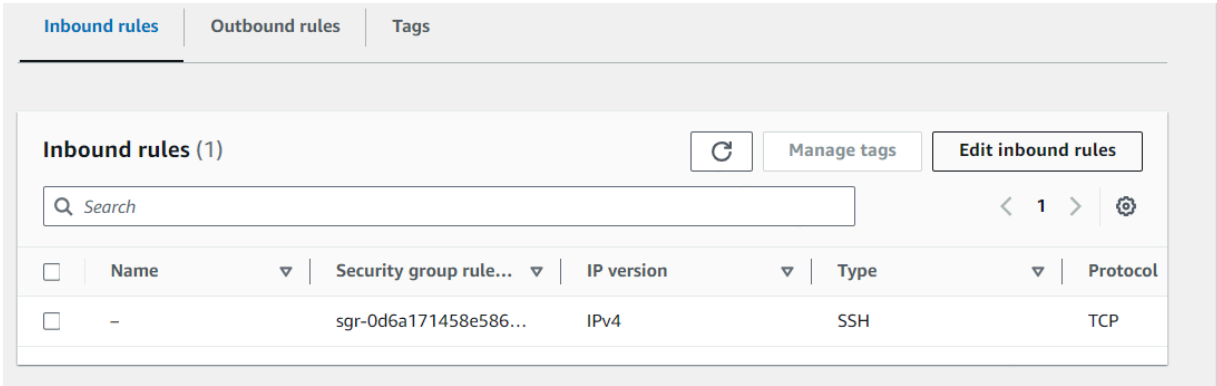 Inbound rules Outbound rules Tags
Inbound rules (1) Manage tags Edit inbound rules
Search 1
Name Security group rule... IP version Type Protocol
– sgr-0d6a171458e586... IPv4 SSH TCP